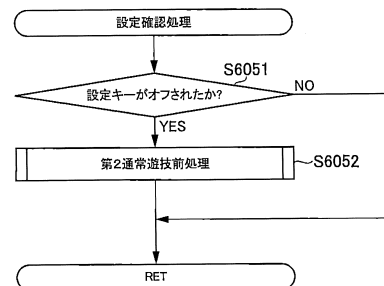 設定確認処理
S6051
設定キーがオフされたか?
NO
YES
第2通常遊技前処理
S6052
RET